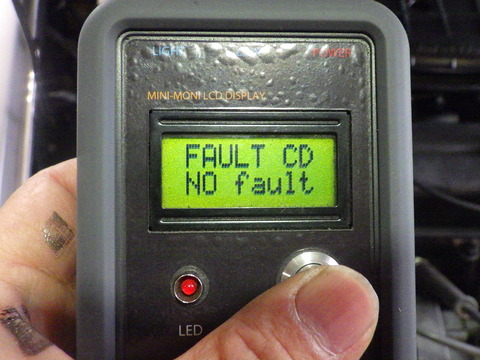 LIGHT POWER
MINI-MONI LCD DISPLAY
FAULT CD
NO fault
LED